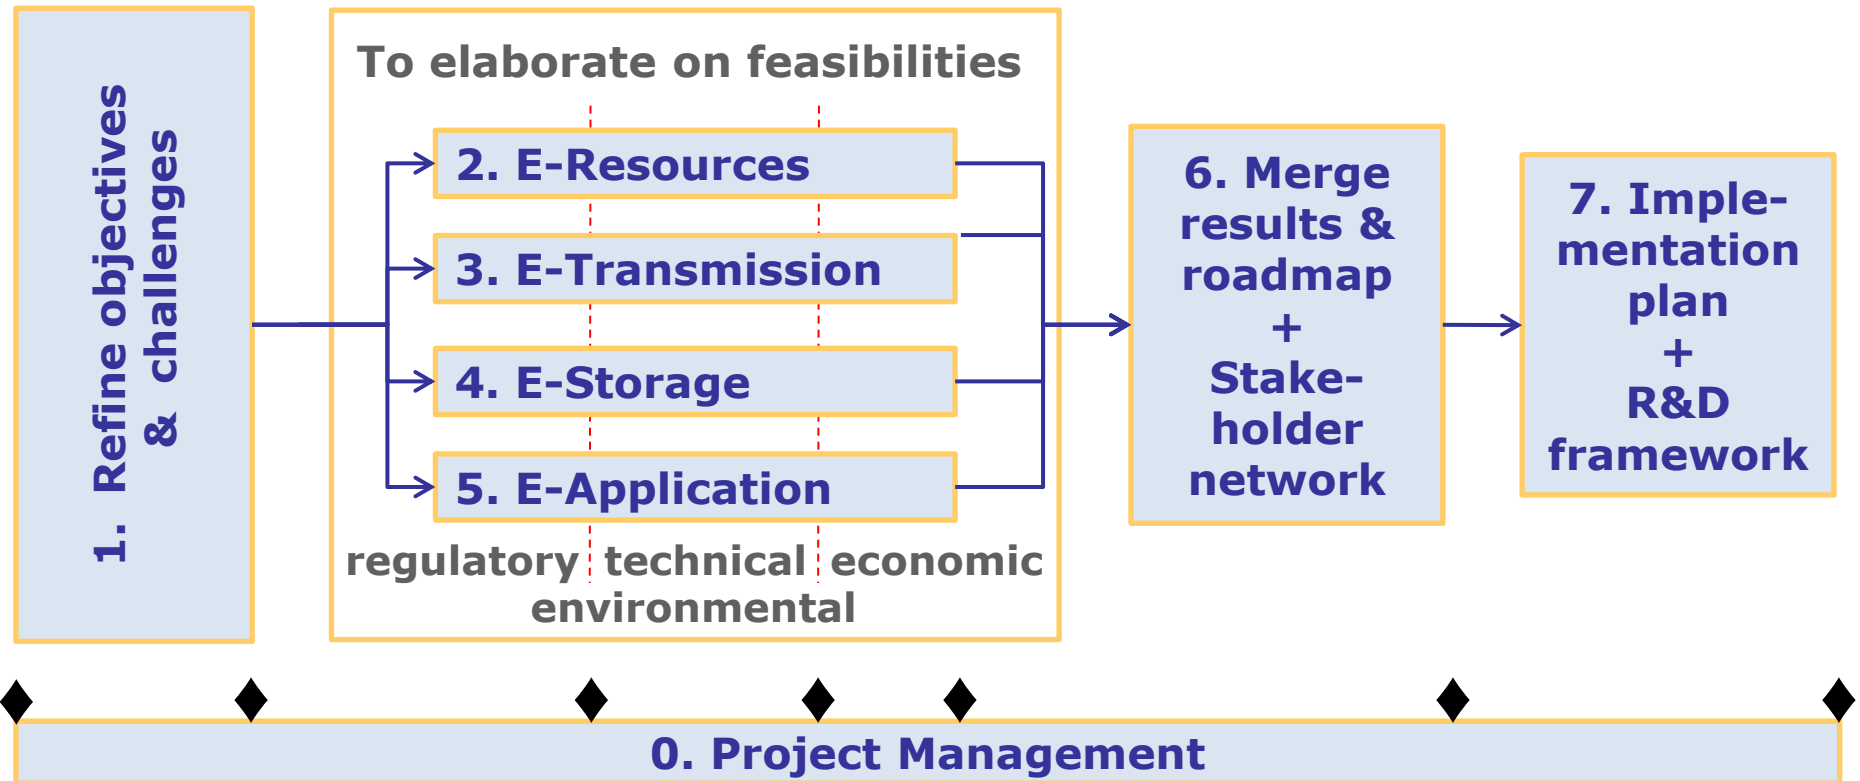 1. Refine objectives
& challenges
To elaborate on feasibilities
2. E-Resources
3. E-Transmission
4. E-Storage
5. E-Application
regulatory technical economic
environmental
6. Merge
results &
roadmap
+
Stake-
holder
network
7. Imple-
mentation
plan
+
R&D
framework
0. Project Management